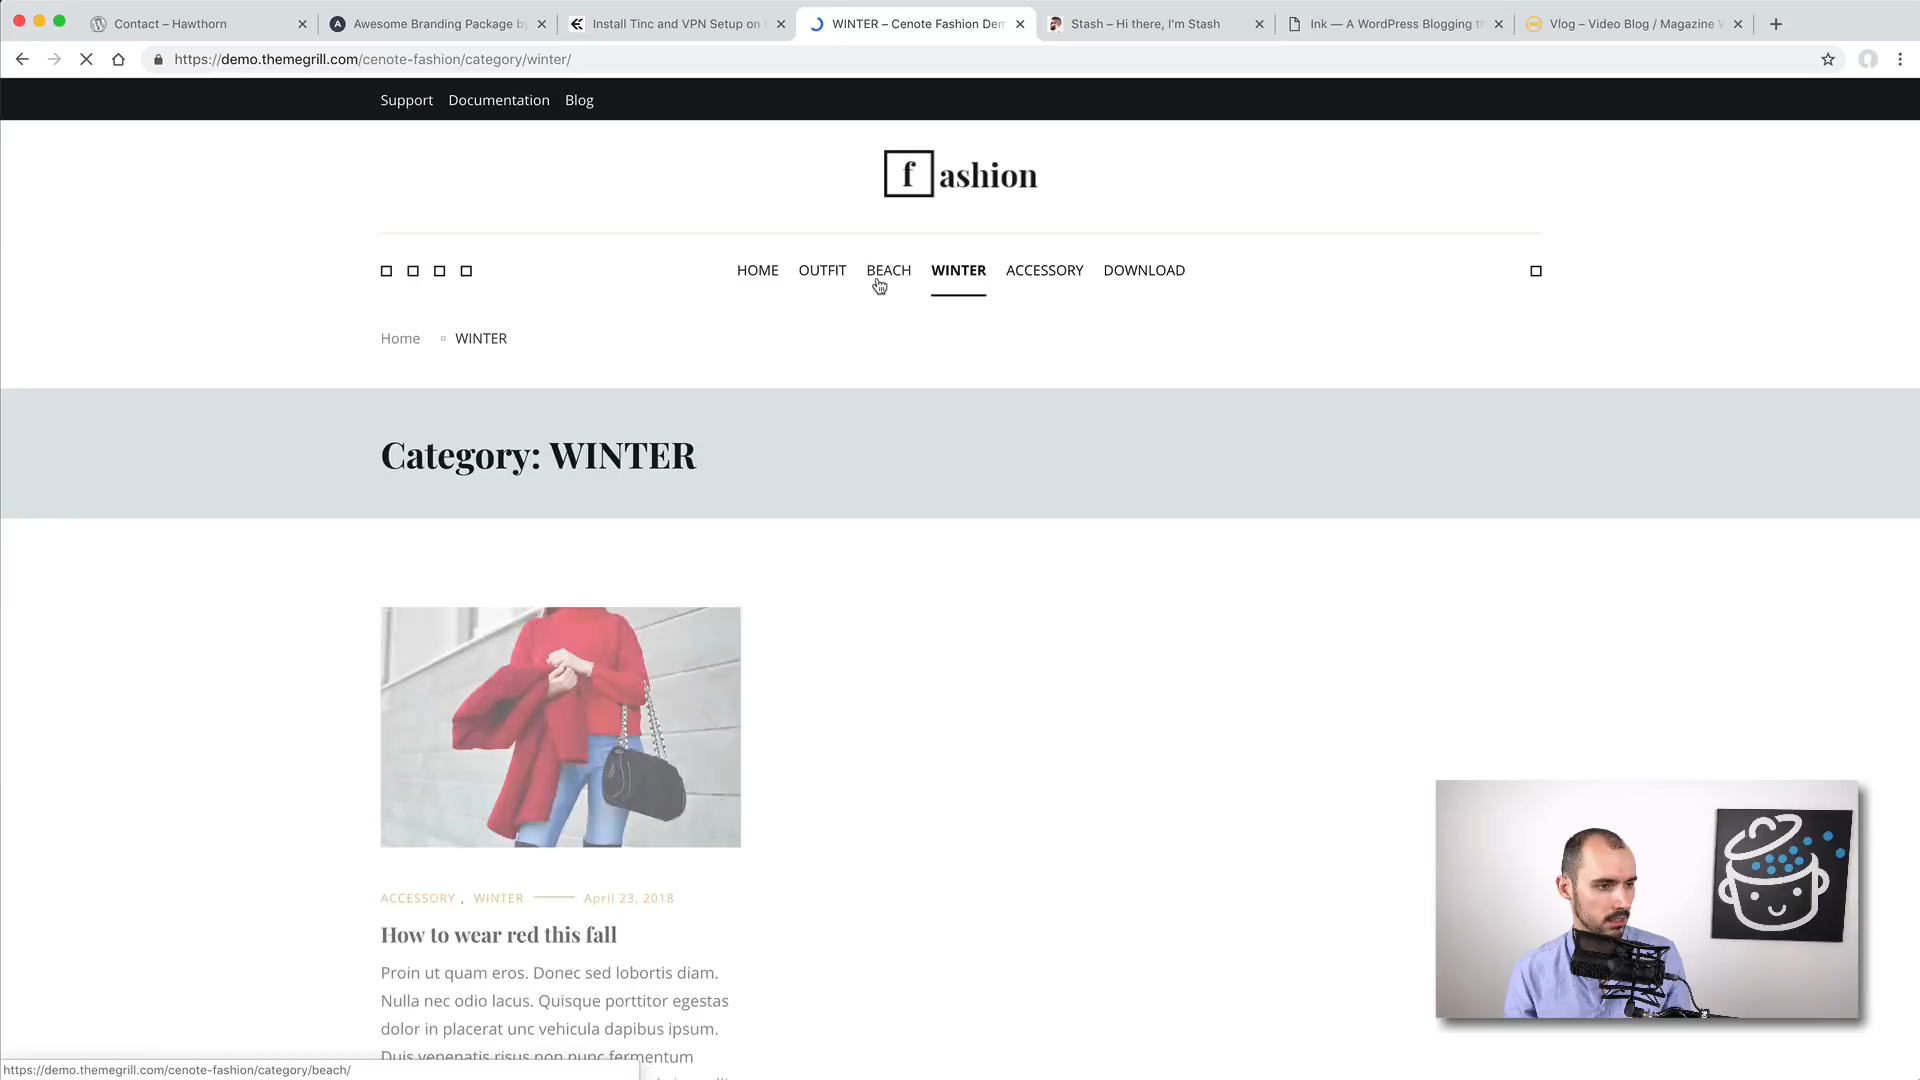 Contact – Hawthorn
Awesome Branding Package by
Install Tinc and VPN Setup on
WINTER – Cenote Fashion Dem
Stash – Hi there, I'm Stash
Ink — A WordPress Blogging th
Vlog – Video Blog / Magazine W
https://demo.themegrill.com/cenote-fashion/category/winter/
Support Documentation Blog
fashion
HOME OUTFIT BEACH WINTER ACCESSORY DOWNLOAD
Home WINTER
Category: WINTER
ACCESSORY , WINTER April 23, 2018
How to wear red this fall
Proin ut quam eros. Donec sed lobortis diam.
Nulla nec odio lacus. Quisque porttitor egestas
dolor in placerat unc vehicula dapibus ipsum.
Duis venenatis risus non nunc fermentum
https://demo.themegrill.com/cenote-fashion/category/beach/